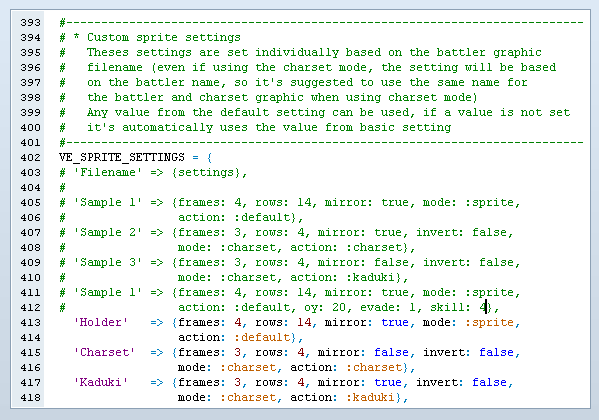 393 #-----------------------------------------------------------------------------
394 # * Custom sprite settings
395 #   Theses settings are set individually based on the battler graphic
396 #   filename (even if using the charset mode, the setting will be based
397 #   on the battler name, so it's suggested to use the same name for
398 #   the battler and charset graphic when using charset mode)
399 #   Any value from the default setting can be used, if a value is not set
400 #   it's automatically uses the value from basic setting
401 #-----------------------------------------------------------------------------
402 VE_SPRITE_SETTINGS = {
403 # 'Filename' => {settings},
404 #
405 # 'Sample 1' => {frames: 4, rows: 14, mirror: true, mode: :sprite,
406 #                action: :default},
407 # 'Sample 2' => {frames: 3, rows: 4, mirror: true, invert: false,
408 #                mode: :charset, action: :charset},
409 # 'Sample 3' => {frames: 3, rows: 4, mirror: false, invert: false,
410 #                mode: :charset, action: :kaduki},
411 # 'Sample 1' => {frames: 4, rows: 14, mirror: true, mode: :sprite,
412 #                action: :default, oy: 20, evade: 1, skill: 4},
413   'Holder'   => {frames: 4, rows: 14, mirror: true, mode: :sprite,
414                  action: :default},
415   'Charset'  => {frames: 3, rows: 4, mirror: false, invert: false,
416                  mode: :charset, action: :charset},
417   'Kaduki'   => {frames: 3, rows: 4, mirror: true, invert: false,
418                  mode: :charset, action: :kaduki},